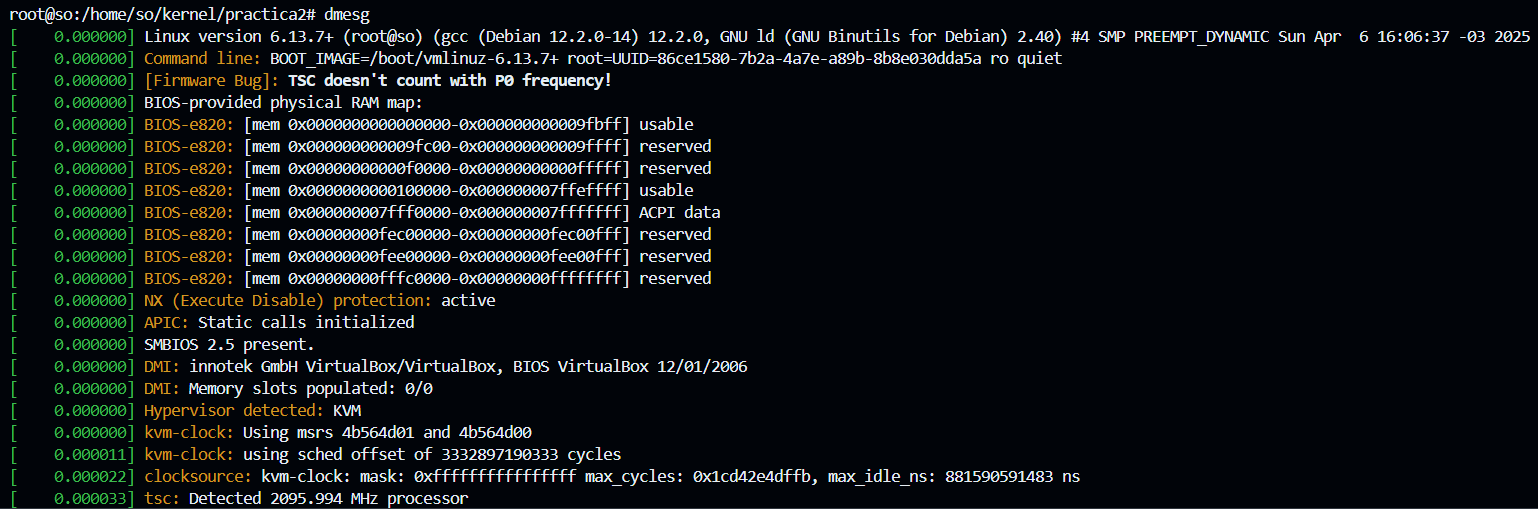 root@so:/home/so/kernel/practica2# dmesg
[    0.000000] Linux version 6.13.7+ (root@so) (gcc (Debian 12.2.0-14) 12.2.0, GNU ld (GNU Binutils for Debian) 2.40) #4 SMP PREEMPT_DYNAMIC Sun Apr  6 16:06:37 -03 2025
[    0.000000] Command line: BOOT_IMAGE=/boot/vmlinuz-6.13.7+ root=UUID=86ce1580-7b2a-4a7e-a89b-8b8e030dda5a ro quiet
[    0.000000] [Firmware Bug]: TSC doesn't count with P0 frequency!
[    0.000000] BIOS-provided physical RAM map:
[    0.000000] BIOS-e820: [mem 0x0000000000000000-0x000000000009fbff] usable
[    0.000000] BIOS-e820: [mem 0x000000000009fc00-0x000000000009ffff] reserved
[    0.000000] BIOS-e820: [mem 0x00000000000f0000-0x00000000000fffff] reserved
[    0.000000] BIOS-e820: [mem 0x0000000000100000-0x000000007ffeffff] usable
[    0.000000] BIOS-e820: [mem 0x000000007fff0000-0x000000007fffffff] ACPI data
[    0.000000] BIOS-e820: [mem 0x00000000fec00000-0x00000000fec00fff] reserved
[    0.000000] BIOS-e820: [mem 0x00000000fee00000-0x00000000fee00fff] reserved
[    0.000000] BIOS-e820: [mem 0x00000000fffc0000-0x00000000ffffffff] reserved
[    0.000000] NX (Execute Disable) protection: active
[    0.000000] APIC: Static calls initialized
[    0.000000] SMBIOS 2.5 present.
[    0.000000] DMI: innotek GmbH VirtualBox/VirtualBox, BIOS VirtualBox 12/01/2006
[    0.000000] DMI: Memory slots populated: 0/0
[    0.000000] Hypervisor detected: KVM
[    0.000000] kvm-clock: Using msrs 4b564d01 and 4b564d00
[    0.000011] kvm-clock: using sched offset of 3332897190333 cycles
[    0.000022] clocksource: kvm-clock: mask: 0xffffffffffffffff max_cycles: 0x1cd42e4dffb, max_idle_ns: 881590591483 ns
[    0.000033] tsc: Detected 2095.994 MHz processor